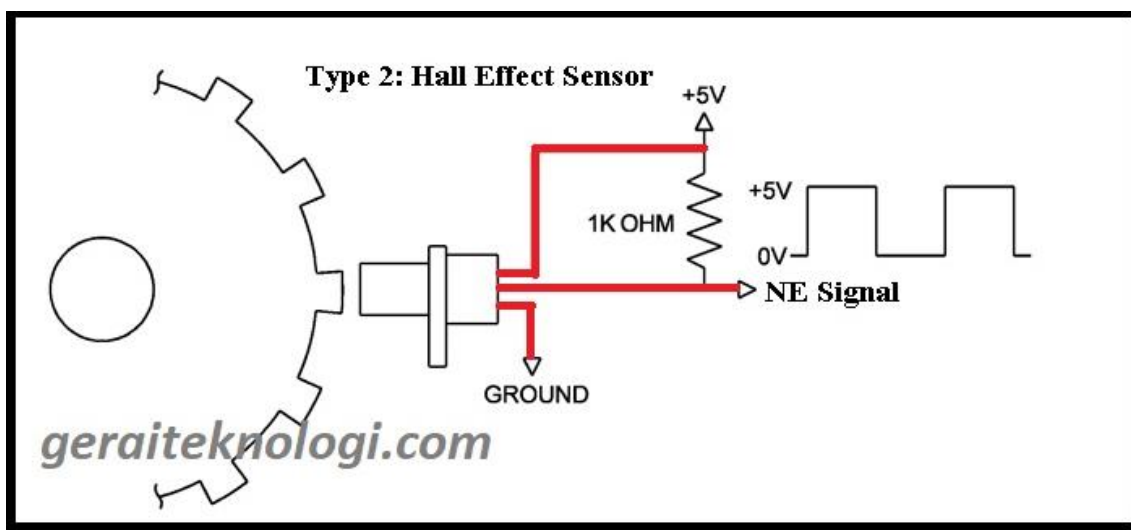 Type 2: Hall Effect Sensor
+5V
+5V
1K OHM
0V
NE Signal
GROUND
geraiteknologi.com